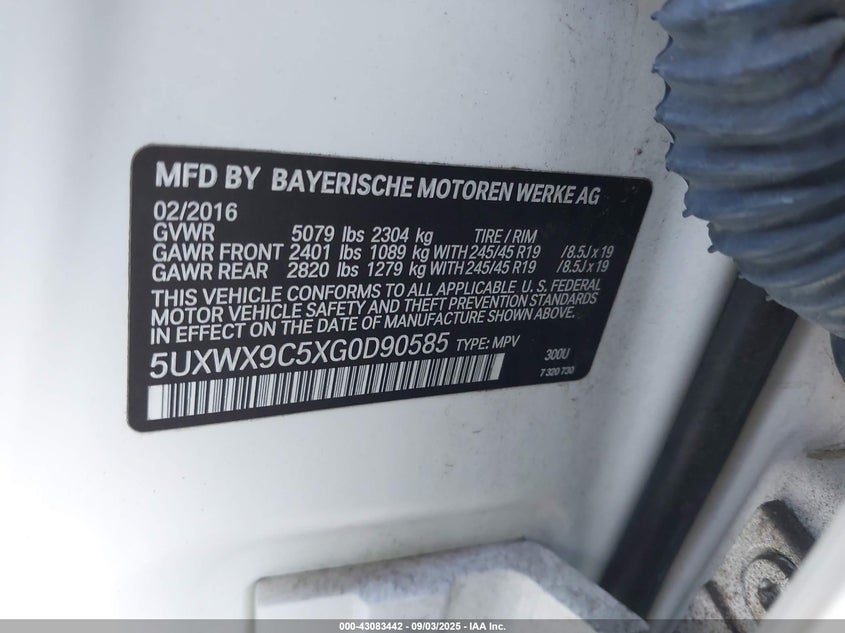 MFD BY BAYERISCHE MOTOREN WERKE AG
02/2016
GVWR 5079 lbs 2304 kg TIRE / RIM
GAWR FRONT 2401 lbs 1089 kg WITH 245/45 R19 /8.5J x 19
GAWR REAR 2820 lbs 1279 kg WITH 245/45 R19 /8.5J x 19
THIS VEHICLE CONFORMS TO ALL APPLICABLE U. S. FEDERAL
MOTOR VEHICLE SAFETY AND THEFT PREVENTION STANDARDS
IN EFFECT ON THE DATE OF MANUFACTURE SHOWN ABOVE.
5UXWX9C5XG0D90585 TYPE: MPV 300U
7 320 730
000-43083442 - 09/03/2025 - IAA Inc.